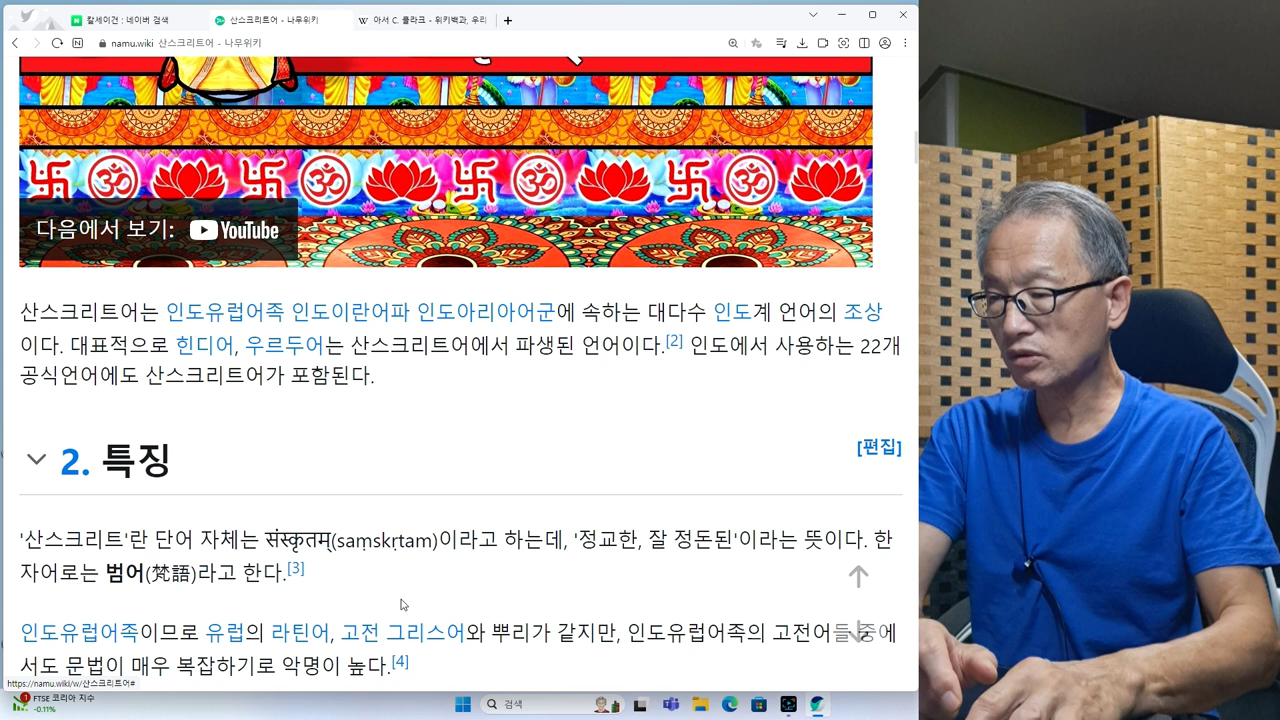 칼세이건 : 네이버 검색
산스크리트어 - 나무위키
아서 C. 클라크 - 위키백과, 우리
namu.wiki 산스크리트어 - 나무위키
다음에서 보기: YouTube
산스크리트어는 인도유럽어족 인도이란어파 인도아리아어군에 속하는 대다수 인도계 언어의 조상
이다. 대표적으로 힌디어, 우르두어는 산스크리트어에서 파생된 언어이다.[2] 인도에서 사용하는 22개
공식언어에도 산스크리트어가 포함된다.
2. 특징
[편집]
'산스크리트'란 단어 자체는 संस्कृतम्(saṃskṛtam)이라고 하는데, '정교한, 잘 정돈된'이라는 뜻이다. 한
자어로는 범어(梵語)라고 한다.[3]
인도유럽어족이므로 유럽의 라틴어, 고전 그리스어와 뿌리가 같지만, 인도유럽어족의 고전어들 중에
서도 문법이 매우 복잡하기로 악명이 높다.[4]
https://namu.wiki/w/산스크리트어#
1
FTSE 코리아 지수
-0.11%
검색